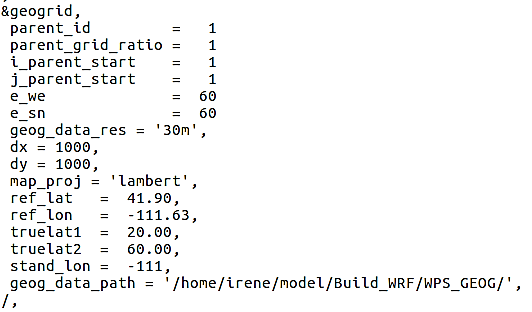 &geogrid
parent_id         =   1
parent_grid_ratio =   1
i_parent_start    =   1
j_parent_start    =   1
e_we              =  60
e_sn              =  60
geog_data_res = '30m',
dx = 1000,
dy = 1000,
map_proj = 'lambert',
ref_lat   =  41.90,
ref_lon   =  -111.63,
truelat1  =  20.00,
truelat2  =  60.00,
stand_lon =  -111,
geog_data_path = '/home/irene/model/Build_WRF/WPS_GEOG/',
/,